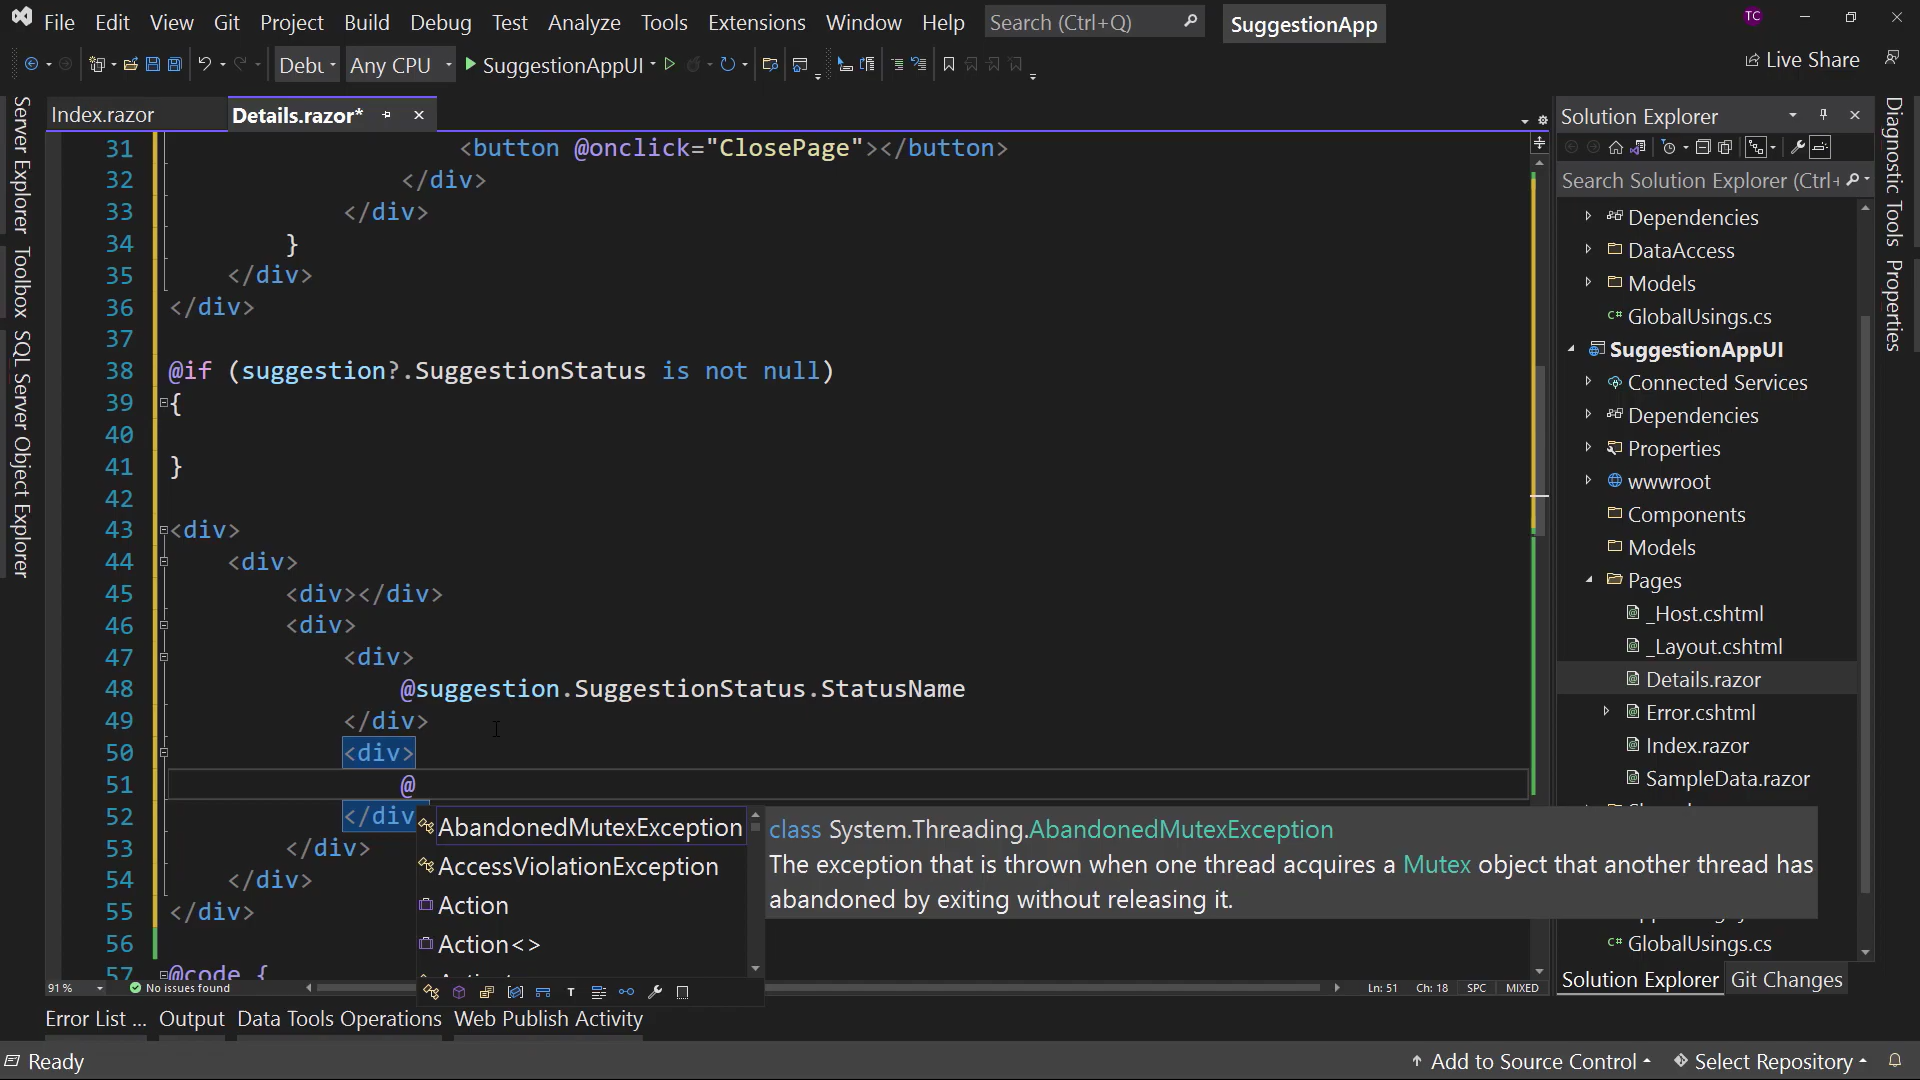 File Edit View Git Project Build Debug Test Analyze Tools Extensions Window Help Search (Ctrl+Q) SuggestionApp TC
Debu Any CPU SuggestionAppUI Live Share
Index.razor Details.razor*
31 <button @onclick="ClosePage"></button>
32 </div>
33 </div>
34 }
35 </div>
36 </div>
37
38 @if (suggestion?.SuggestionStatus is not null)
39 {
40
41 }
42
43 <div>
44 <div>
45 <div></div>
46 <div>
47 <div>
48 @suggestion.SuggestionStatus.StatusName
49 </div>
50 <div>
51 @
52 </div
53 </div>
54 </div>
55 </div>
56
57 @code {
AbandonedMutexException
AccessViolationException
Action
Action<>
class System.Threading.AbandonedMutexException
The exception that is thrown when one thread acquires a Mutex object that another thread has
abandoned by exiting without releasing it.
91% No issues found Ln: 51 Ch: 18 SPC MIXED
Server Explorer
Toolbox
SQL Server Object Explorer
Solution Explorer
Search Solution Explorer (Ctrl+
Dependencies
DataAccess
Models
C# GlobalUsings.cs
SuggestionAppUI
Connected Services
Dependencies
Properties
wwwroot
Components
Models
Pages
_Host.cshtml
_Layout.cshtml
Details.razor
Error.cshtml
Index.razor
SampleData.razor
C# GlobalUsings.cs
Solution Explorer Git Changes
Diagnostic Tools
Properties
Error List ... Output Data Tools Operations Web Publish Activity
Ready Add to Source Control Select Repository